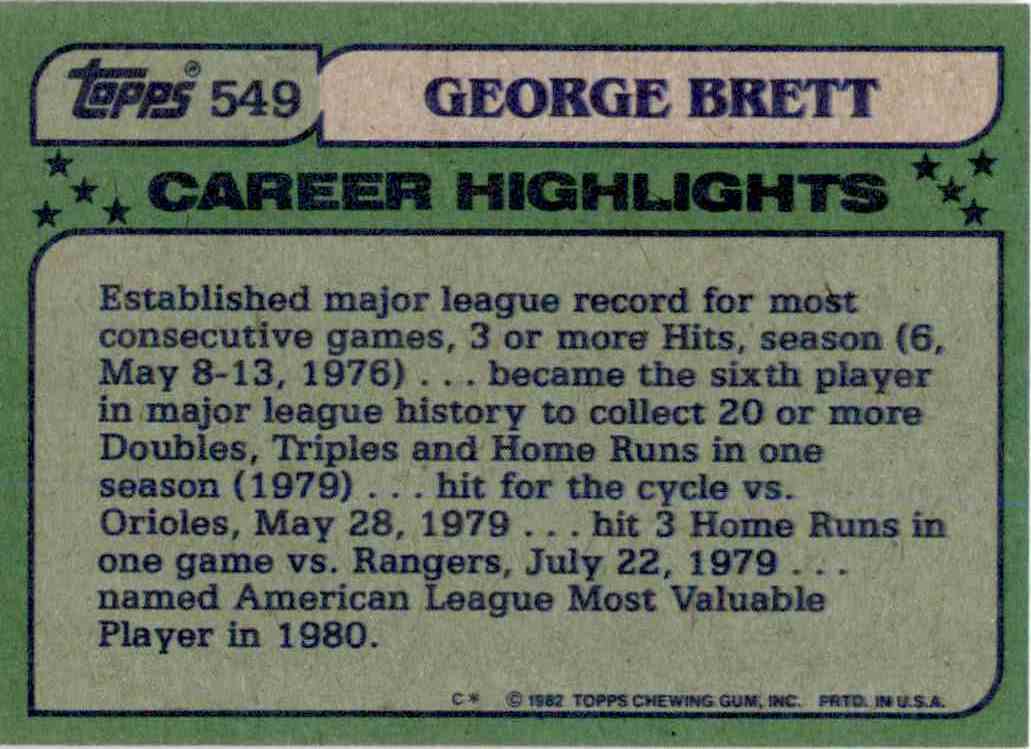 topps® 549 GEORGE BRETT
CAREER HIGHLIGHTS
Established major league record for most
consecutive games, 3 or more Hits, season (6,
May 8-13, 1976) . . . became the sixth player
in major league history to collect 20 or more
Doubles, Triples and Home Runs in one
season (1979) . . . hit for the cycle vs.
Orioles, May 28, 1979 . . . hit 3 Home Runs in
one game vs. Rangers, July 22, 1979 . . .
named American League Most Valuable
Player in 1980.
C* © 1982 TOPPS CHEWING GUM, INC. PRTD. IN U.S.A.